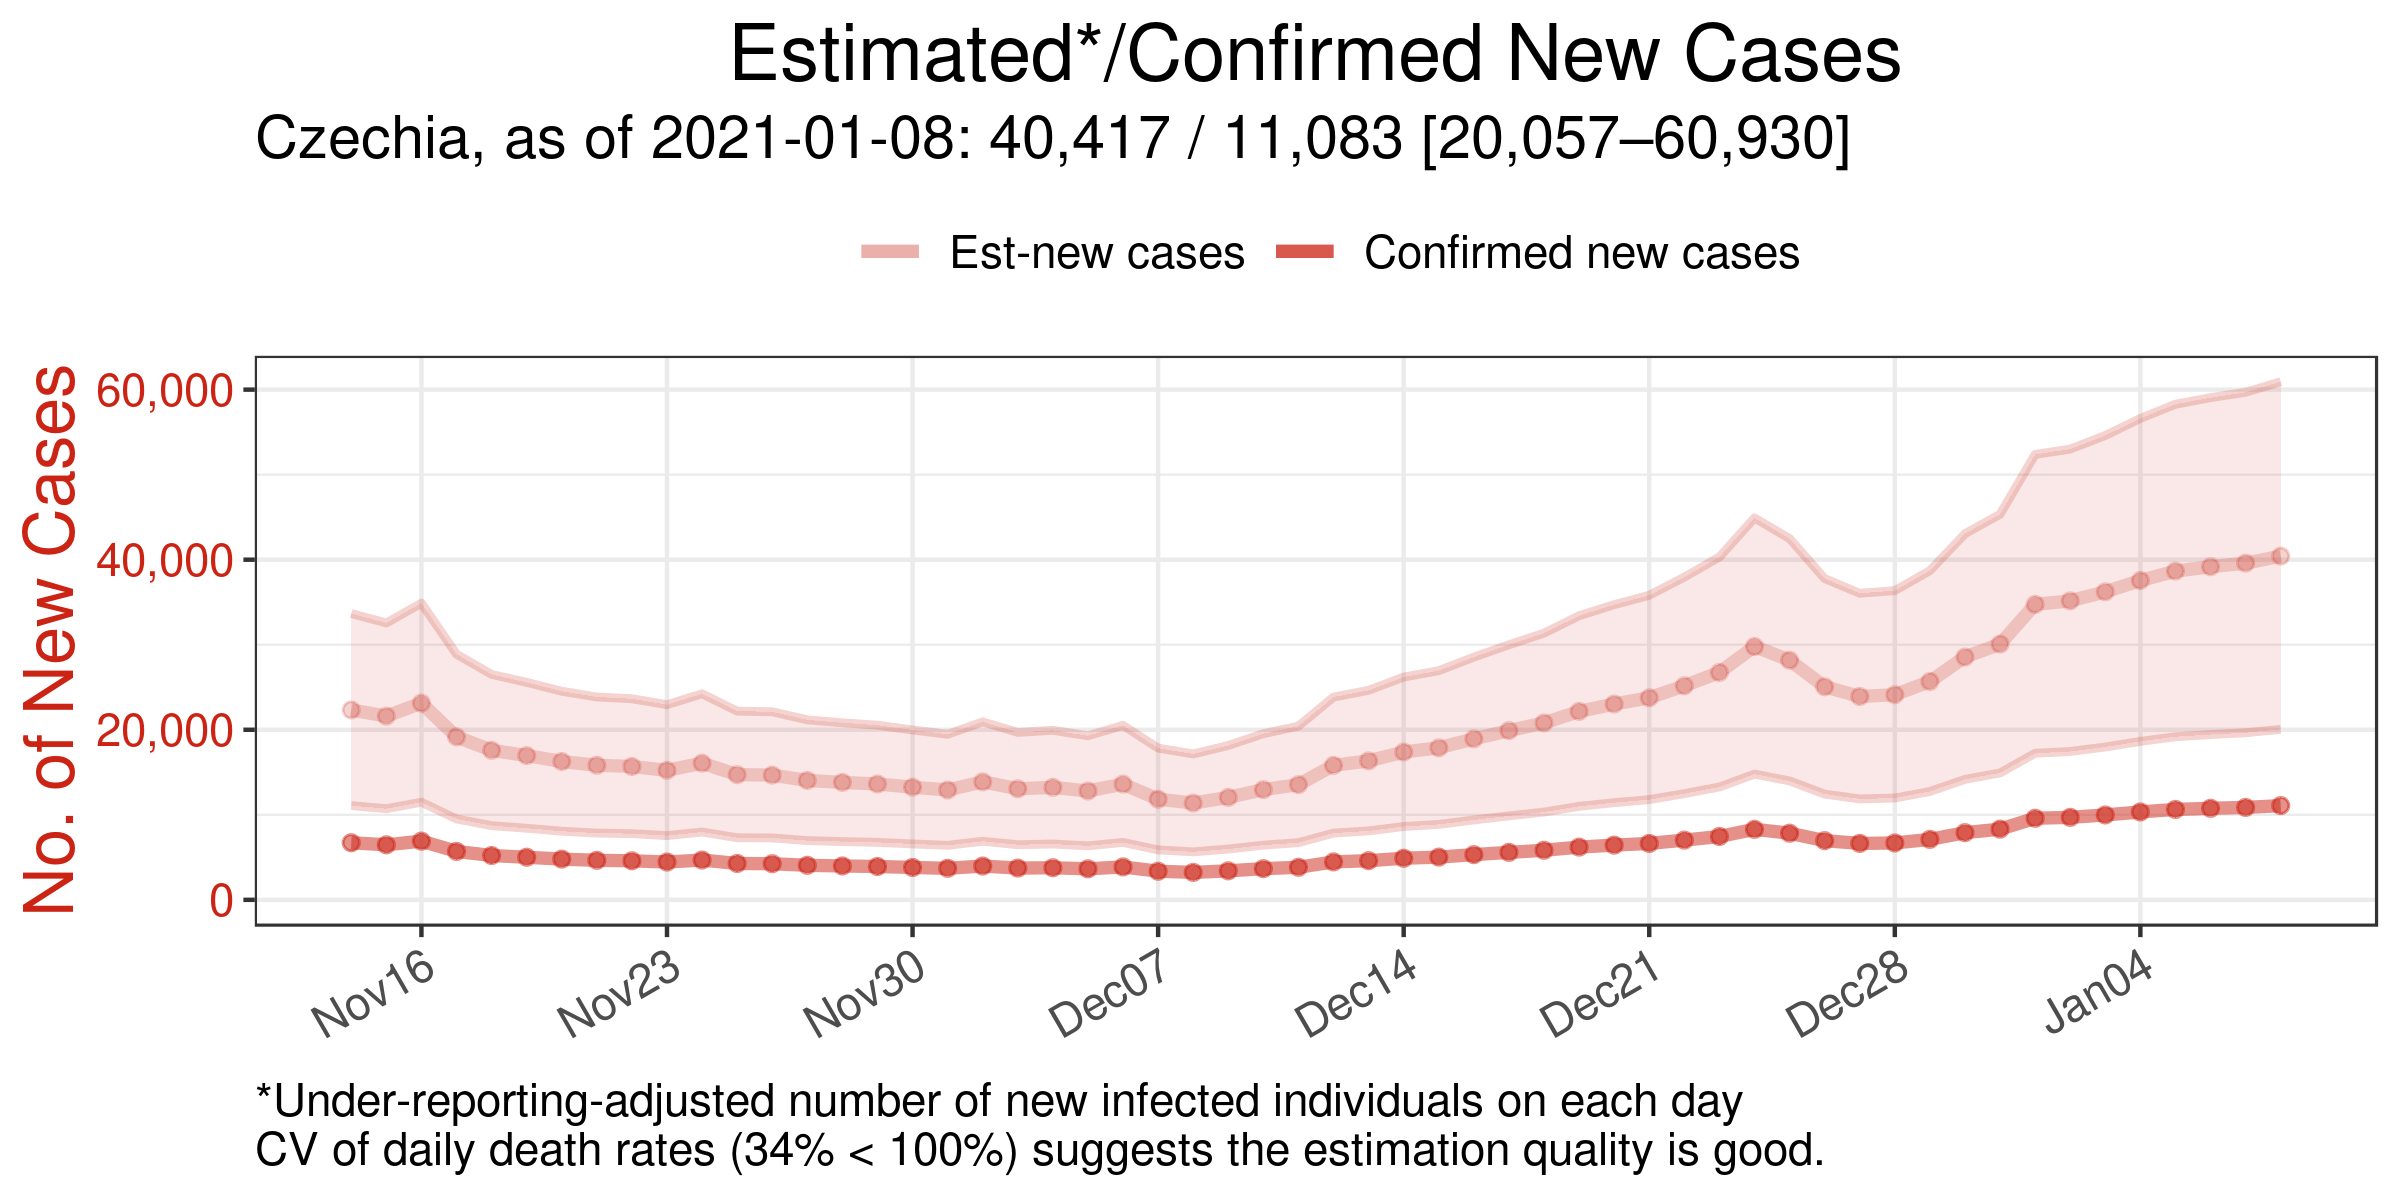 Estimated*/Confirmed New Cases
Czechia, as of 2021-01-08: 40,417 / 11,083 [20,057–60,930]
Est-new cases Confirmed new cases
No. of New Cases
60,000
40,000
20,000
0
Nov16 Nov23 Nov30 Dec07 Dec14 Dec21 Dec28 Jan04
*Under-reporting-adjusted number of new infected individuals on each day
CV of daily death rates (34% < 100%) suggests the estimation quality is good.